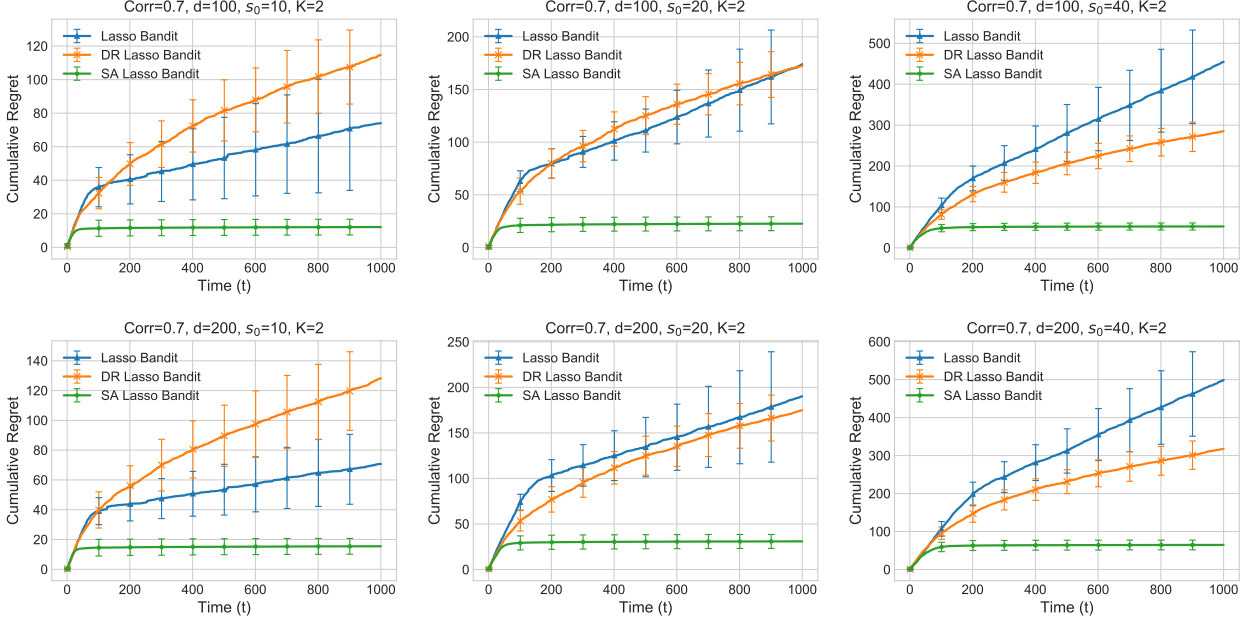 Corr=0.7, d=100, s₀=10, K=2
Cumulative Regret
120
100
80
60
40
20
0
Lasso Bandit
DR Lasso Bandit
SA Lasso Bandit
0 200 400 600 800 1000
Time (t)
Corr=0.7, d=100, s₀=20, K=2
Cumulative Regret
200
150
100
50
0
Lasso Bandit
DR Lasso Bandit
SA Lasso Bandit
0 200 400 600 800 1000
Time (t)
Corr=0.7, d=100, s₀=40, K=2
Cumulative Regret
500
400
300
200
100
0
Lasso Bandit
DR Lasso Bandit
SA Lasso Bandit
0 200 400 600 800 1000
Time (t)
Corr=0.7, d=200, s₀=10, K=2
Cumulative Regret
140
120
100
80
60
40
20
0
Lasso Bandit
DR Lasso Bandit
SA Lasso Bandit
0 200 400 600 800 1000
Time (t)
Corr=0.7, d=200, s₀=20, K=2
Cumulative Regret
250
200
150
100
50
0
Lasso Bandit
DR Lasso Bandit
SA Lasso Bandit
0 200 400 600 800 1000
Time (t)
Corr=0.7, d=200, s₀=40, K=2
Cumulative Regret
600
500
400
300
200
100
0
Lasso Bandit
DR Lasso Bandit
SA Lasso Bandit
0 200 400 600 800 1000
Time (t)